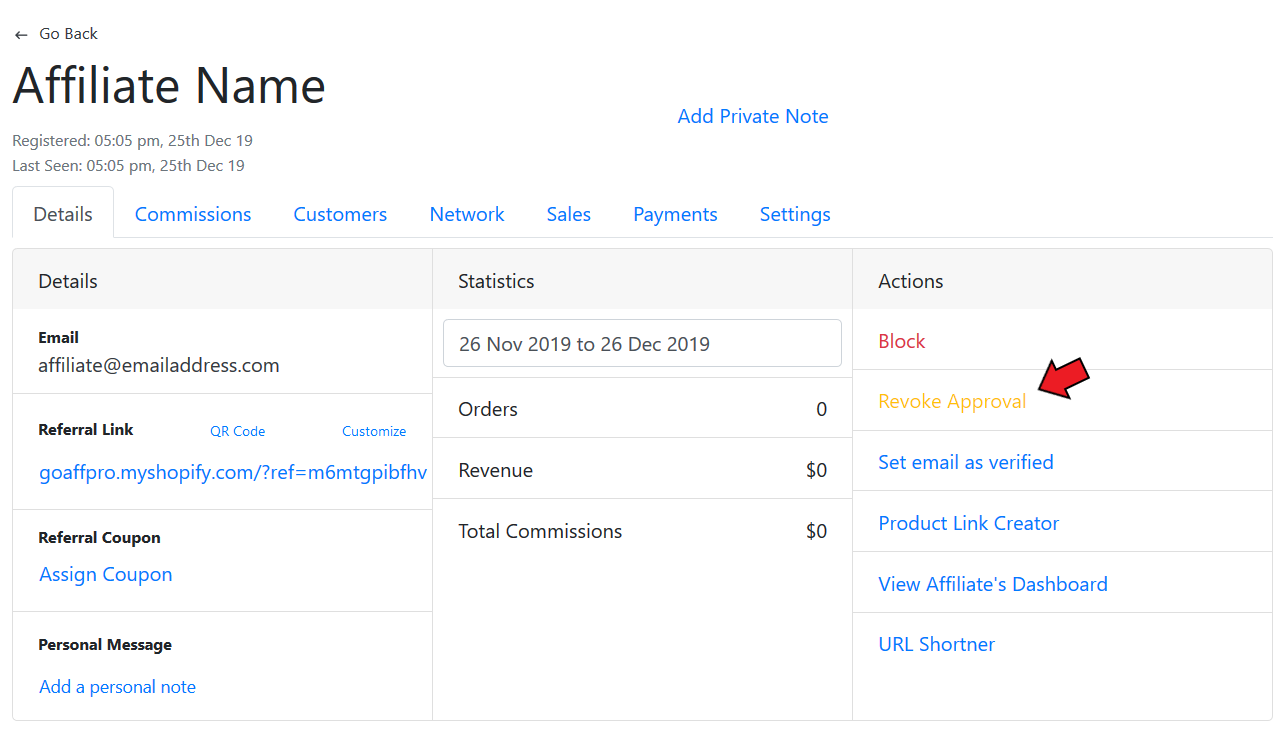 ← Go Back
Affiliate Name
Add Private Note
Registered: 05:05 pm, 25th Dec 19
Last Seen: 05:05 pm, 25th Dec 19
Details Commissions Customers Network Sales Payments Settings
Details
Email
affiliate@emailaddress.com
Referral Link QR Code Customize
goaffpro.myshopify.com/?ref=m6mtgpibfhv
Referral Coupon
Assign Coupon
Personal Message
Add a personal note
Statistics
26 Nov 2019 to 26 Dec 2019
Orders 0
Revenue $0
Total Commissions $0
Actions
Block
Revoke Approval
Set email as verified
Product Link Creator
View Affiliate's Dashboard
URL Shortner